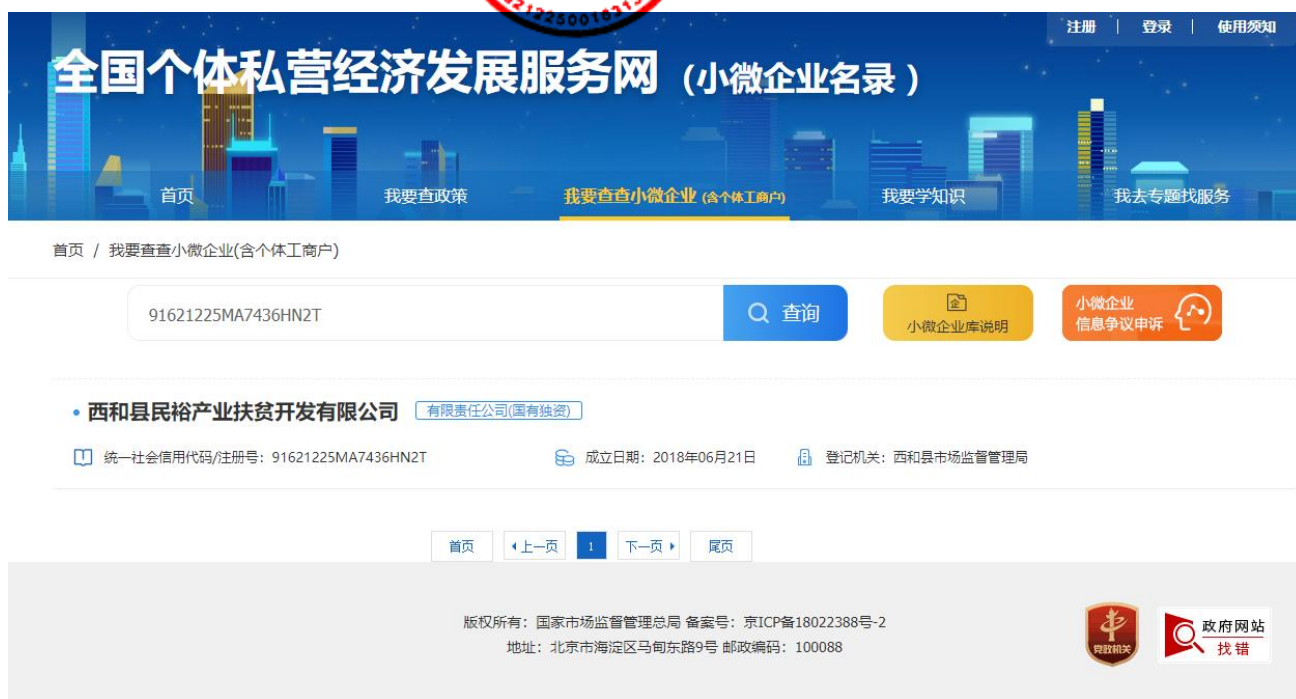 注册 | 登录 | 使用须知
全国个体私营经济发展服务网（小微企业名录）
首页 我要查政策 我要查查小微企业 (含个体工商户) 我要学知识 我去专题找服务
首页 / 我要查查小微企业(含个体工商户)
91621225MA7436HN2T
查询
小微企业库说明
小微企业
信息争议申诉
西和县民裕产业扶贫开发有限公司 有限责任公司(国有独资)
统一社会信用代码/注册号：91621225MA7436HN2T 成立日期：2018年06月21日 登记机关：西和县市场监督管理局
首页 上一页 1 下一页 尾页
版权所有：国家市场监督管理总局 备案号：京ICP备18022388号-2
地址：北京市海淀区马甸东路9号 邮政编码：100088
党政机关
政府网站
找错